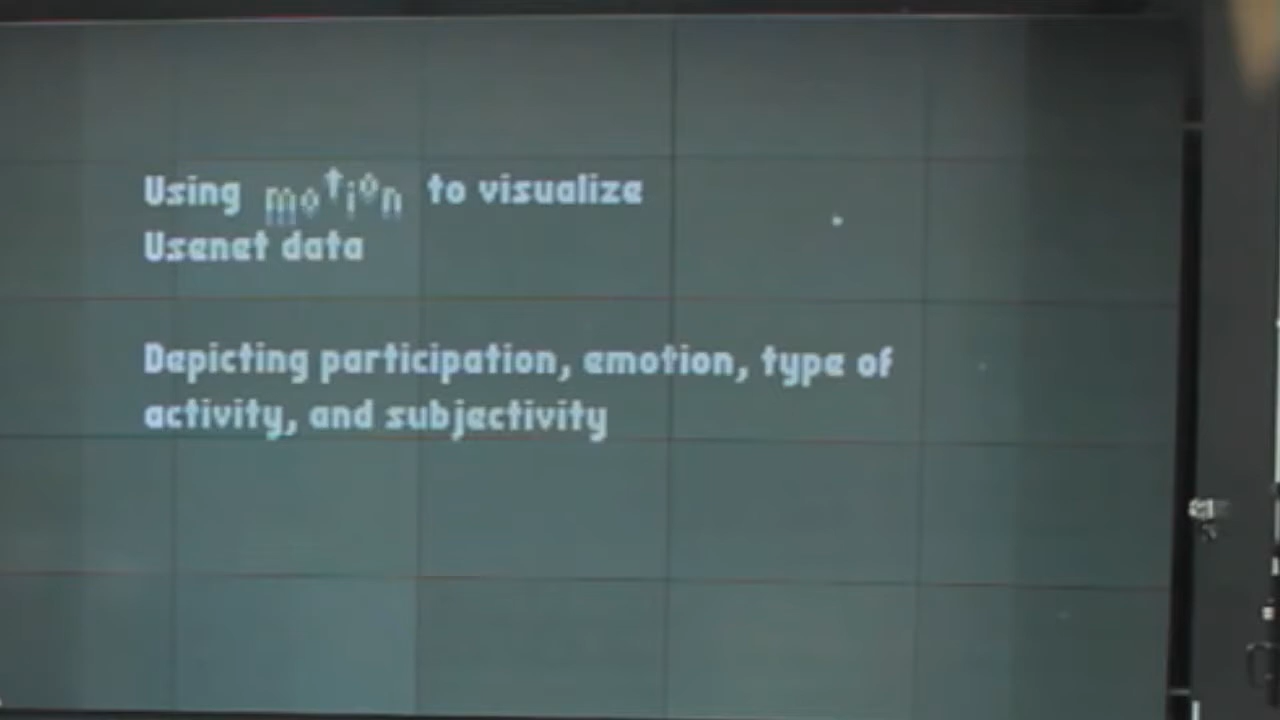 Using motion to visualize
Usenet data
Depicting participation, emotion, type of
activity, and subjectivity